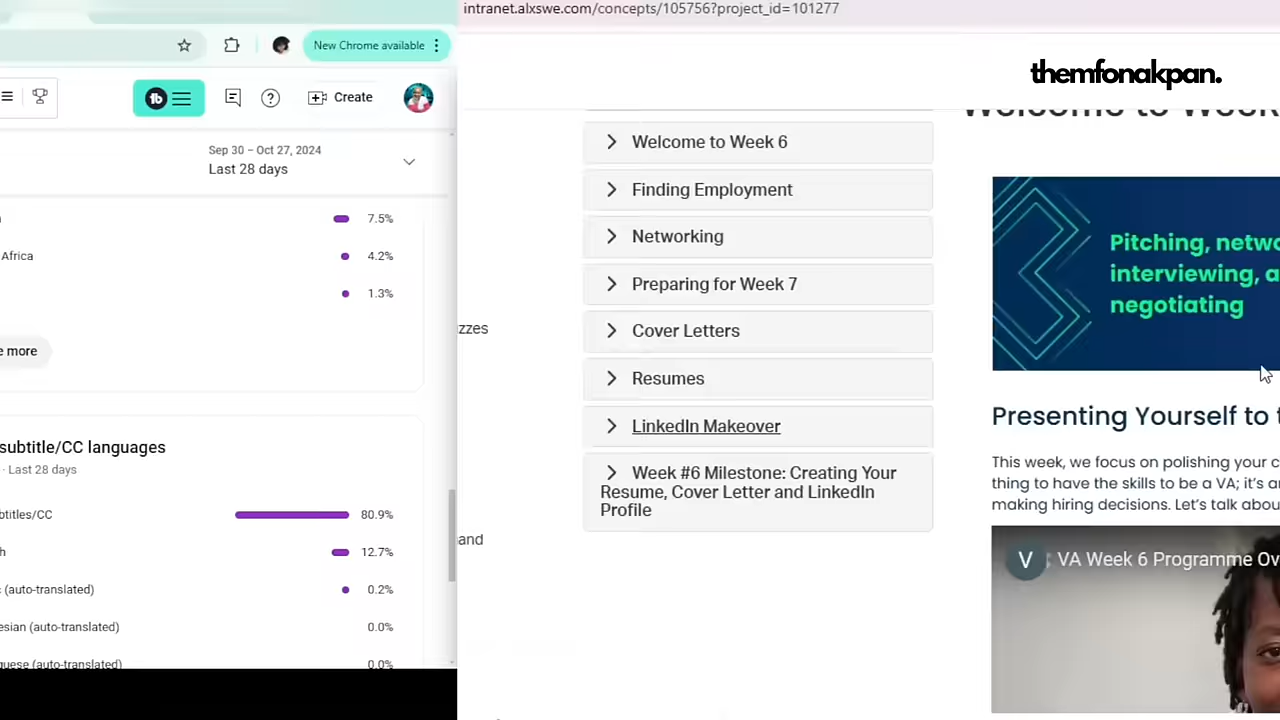 New Chrome available
Create
Sep 30 – Oct 27, 2024
Last 28 days
7.5%
Africa
4.2%
1.3%
more
subtitle/CC languages
· Last 28 days
80.9%
12.7%
(auto-translated)
0.2%
(auto-translated)
0.0%
(auto-translated)
0.0%
intranet.alxswe.com/concepts/105756?project_id=101277
themfonakpan.
Welcome to Week
Welcome to Week 6
Finding Employment
Networking
Preparing for Week 7
Cover Letters
Resumes
LinkedIn Makeover
Week #6 Milestone: Creating Your
Resume, Cover Letter and LinkedIn
Profile
and
Pitching, netwo
interviewing, a
negotiating
Presenting Yourself to t
This week, we focus on polishing your c
thing to have the skills to be a VA; it's a
making hiring decisions. Let's talk abou
V
VA Week 6 Programme Ov